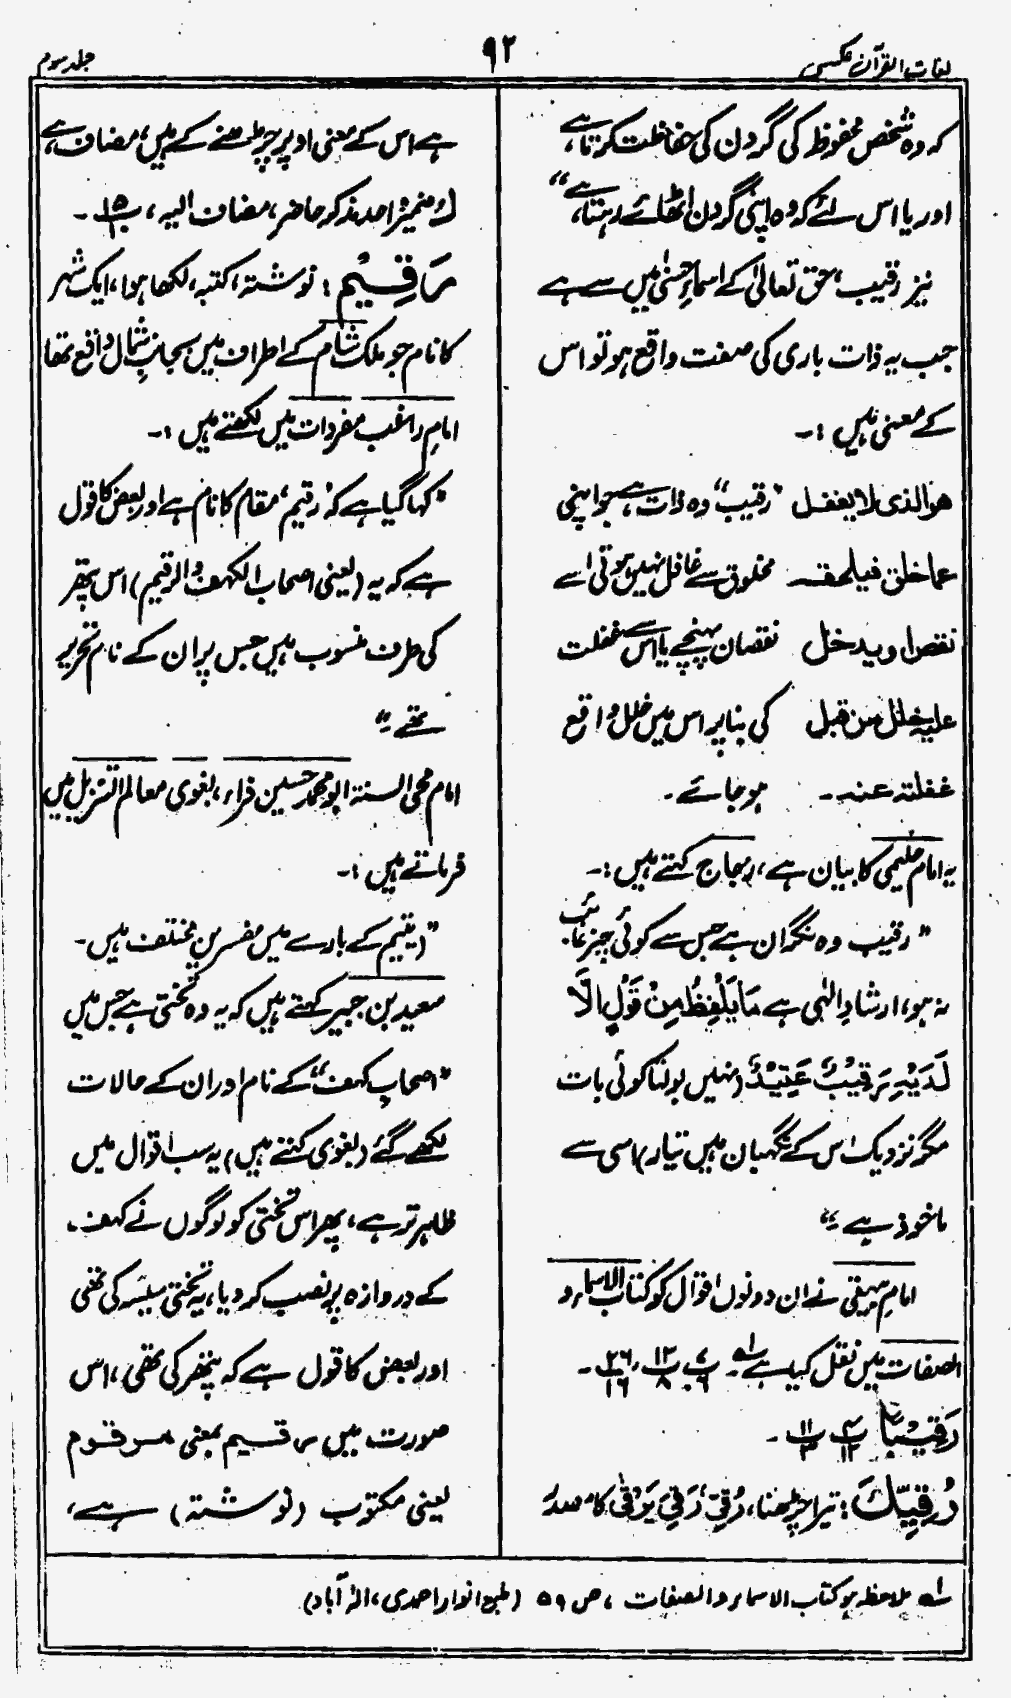 لغات القرآن عکسی
۹۲
جلد سوم
کہ وہ شخص محفوظ کی گردن کی حفاظت کرتا ہے،
اور یا اس لئے کہ وہ اپنی گردن اٹھائے رہتا ہے،“
نیز رقیب، حق تعالیٰ کے اسماءِ حسنیٰ میں سے ہے
جب یہ ذات باری کی صفت واقع ہو تو اس
کے معنی ہیں :۔
ھوالذی لا یغفل ”رقیب“ وہ ذات ہے جو اپنی
عما خلق فیلحقہ مخلوق سے غافل نہیں ہوتی اسے
نقص او یدخل نقصان پہنچے یا اس سے غفلت
علیہ خلل من قبل کی بنا پر اس میں خلل واقع
غفلتہ عنہ۔ ہو جائے۔
یہ امام حلیمی کا بیان ہے، زجاج کہتے ہیں :۔
”رقیب وہ نگران ہے جس سے کوئی چیز غائب
نہ ہو، ارشادِ الٰہی ہے مَا یَلْفِظُ مِنْ قَوْلٍ اِلَّا
لَدَیْہِ رَقِیْبٌ عَتِیْدٌ (نہیں بولتا کوئی بات
مگر نزدیک اس کے نگہبان ہیں تیار) اسی سے
ماخوذ ہے“
امام بیہقی نے ان دونوں اقوال کو کتاب الاسماء و
الصفات میں نقل کیا ہے۔ ؂۱ پ ۷/۶ پ ۱۲/۸، پ ۲۶/۱۶۔
رَقِیْبًا پ ۴/۱۲ پ ۱۱/۳۔
رُقِیِّکَ: تیرا چڑھنا، رُقِیّ، رَقِیَ یَرْقٰی کا مصدر
ہے اس کے معنی اوپر چڑھنے کے ہیں، مضاف ہے،
کَ ضمیر واحد مذکر حاضر، مضاف الیہ، پ ۱۵۔
رَقِیْم: نوشتہ، کتبہ، لکھا ہوا، ایک شہر
کا نام جو ملک شام کے اطراف میں بجانبِ شمال واقع تھا
امام راغب مفردات میں لکھتے ہیں :۔
”کہا گیا ہے کہ رقیم، مقام کا نام ہے اور بعض کا قول
ہے کہ یہ (یعنی اصحاب الکہف والرقیم) اس پتھر
کی طرف منسوب ہیں جس پر ان کے نام تحریر
تھے“
امام محی السنۃ ابو محمد حسین فراء، بغوی معالم التنزیل میں
فرماتے ہیں :۔
”رقیم کے بارے میں مفسرین مختلف ہیں۔
سعید بن جبیر کہتے ہیں کہ یہ وہ تختی ہے جس میں
”اصحابِ کہف“ کے نام اور ان کے حالات
لکھے گئے (بغوی کہتے ہیں) یہ سب اقوال میں
ظاہر تر ہے، پھر اس تختی کو لوگوں نے کہف
کے دروازہ پر نصب کر دیا، یہ تختی سیسہ کی تھی
اور بعض کا قول ہے کہ پتھر کی تھی، اس
صورت میں رقیم بمعنی مرقوم
یعنی مکتوب (نوشتہ) ہے،
؂۱ ملاحظہ ہو کتاب الاسماء والصفات، ص ۵۹ (طبع انوار احمدی، الہ آباد)